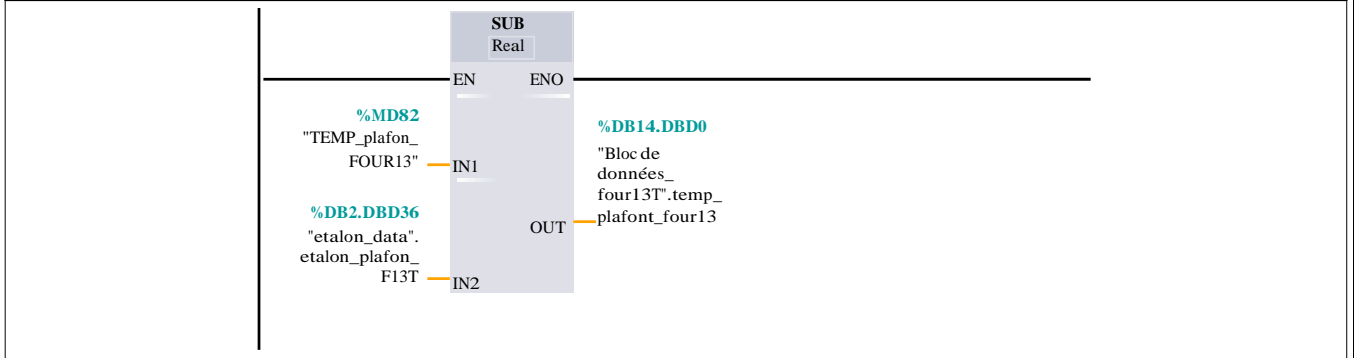 SUB
Real
EN ENO
%MD82
"TEMP_plafon_
FOUR13"
IN1
%DB14.DBD0
"Bloc de
données_
four13T".temp_
plafont_four13
OUT
%DB2.DBD36
"etalon_data".
etalon_plafon_
F13T
IN2